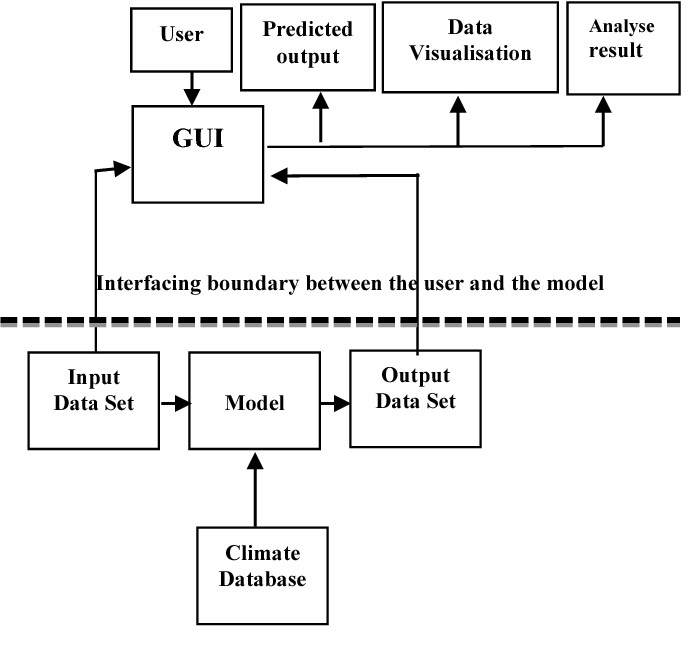 User
Predicted
output
Data
Visualisation
Analyse
result
GUI
Interfacing boundary between the user and the model
Input
Data Set
Model
Output
Data Set
Climate
Database